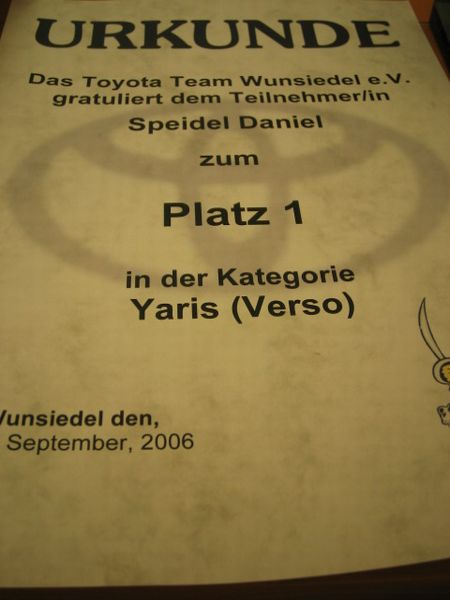 URKUNDE
Das Toyota Team Wunsiedel e.V.
gratuliert dem Teilnehmer/in
Speidel Daniel
zum
Platz 1
in der Kategorie
Yaris (Verso)
Wunsiedel den,
September, 2006